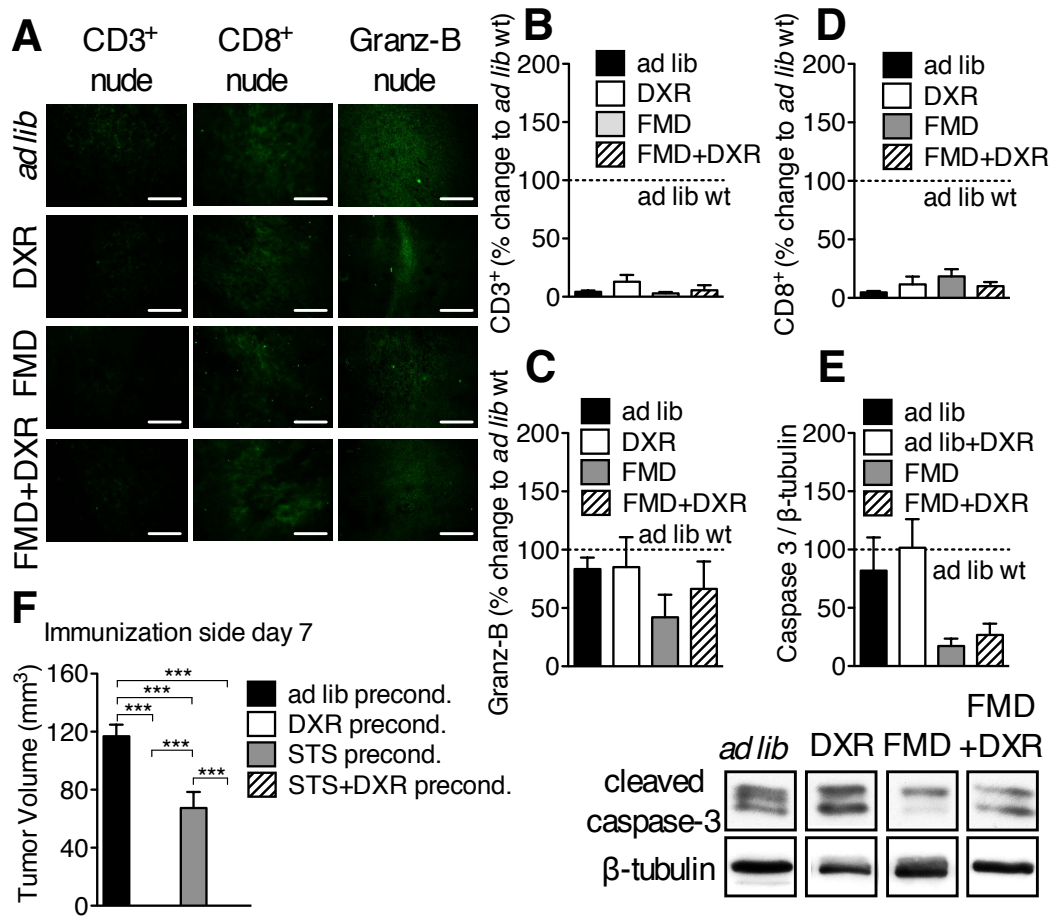 A
CD3+ CD8+ Granz-B
nude nude nude
ad lib
DXR
FMD
FMD+DXR
B
CD3+ (% change to ad lib wt)
200
150
100
50
0
ad lib
DXR
FMD
FMD+DXR
ad lib wt
D
CD8+ (% change to ad lib wt)
200
150
100
50
0
ad lib
DXR
FMD
FMD+DXR
ad lib wt
C
Granz-B (% change to ad lib wt
200
150
100
50
0
ad lib
DXR
FMD
FMD+DXR
ad lib wt
E
Caspase 3 / β-tubulin
200
150
100
50
0
ad lib
ad lib+DXR
FMD
FMD+DXR
ad lib wt
FMD
ad lib DXR FMD +DXR
cleaved
caspase-3
β-tubulin
F
Immunization side day 7
Tumor Volume (mm3)
160
120
80
40
0
***
***
***
***
***
ad lib precond.
DXR precond.
STS precond.
STS+DXR precond.